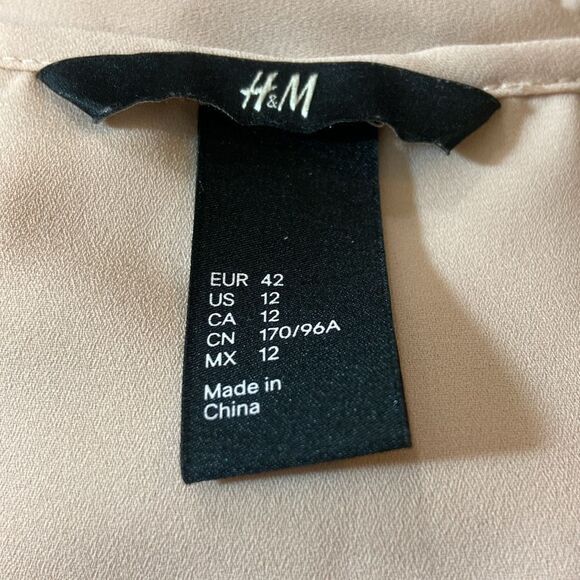 H&M
EUR 42
US 12
CA 12
CN 170/96A
MX 12
Made in
China